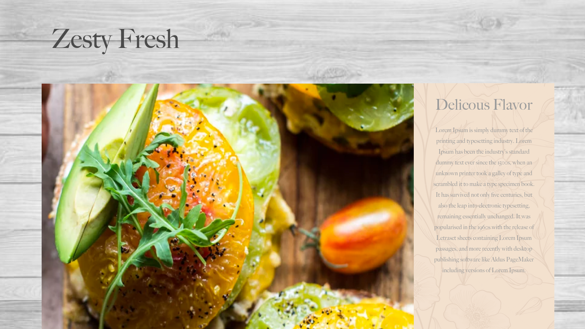 Zesty Fresh
Delicous Flavor
Lorem Ipsum is simply dummy text of the
printing and typesetting industry. Lorem
Ipsum has been the industry's standard
dummy text ever since the 1500s, when an
unknown printer took a galley of type and
scrambled it to make a type specimen book.
It has survived not only five centuries, but
also the leap into electronic typesetting,
remaining essentially unchanged. It was
popularised in the 1960s with the release of
Letraset sheets containing Lorem Ipsum
passages, and more recently with desktop
publishing software like Aldus PageMaker
including versions of Lorem Ipsum.